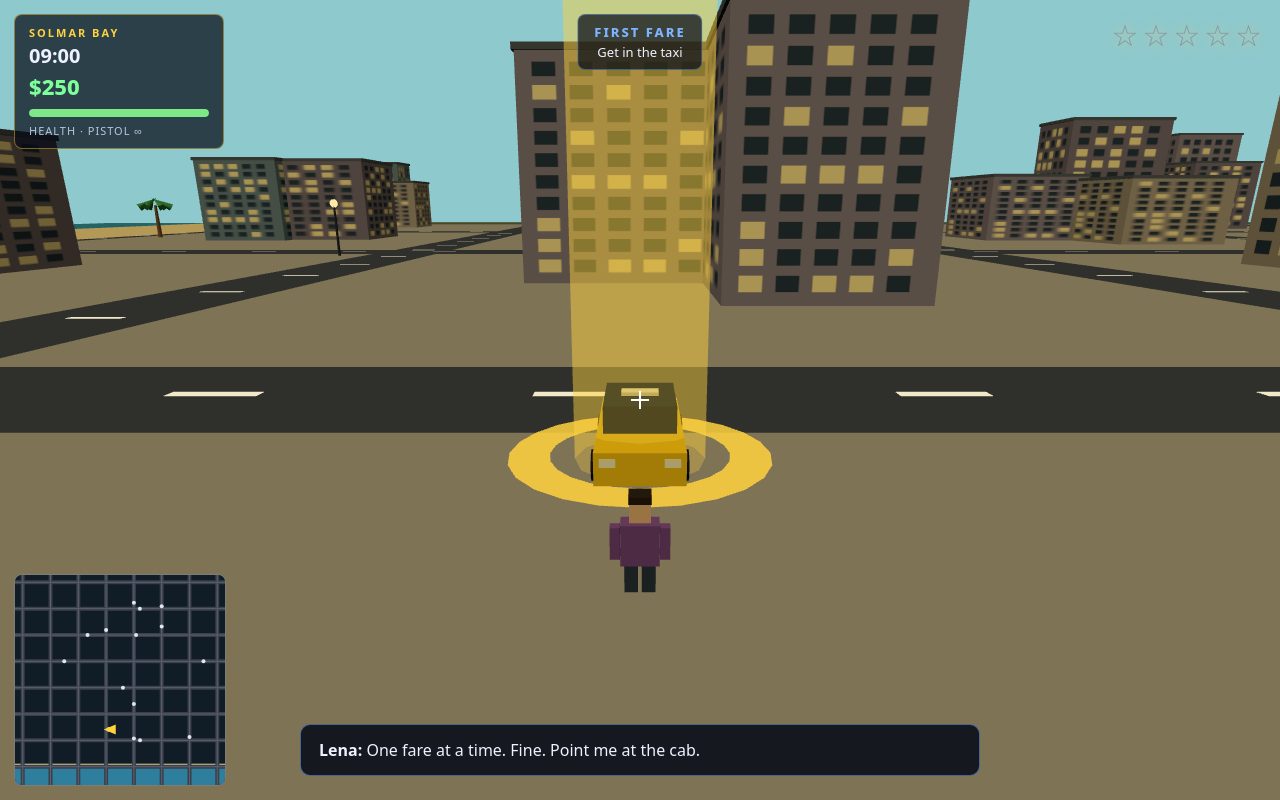 SOLMAR BAY
09:00
$250
HEALTH · PISTOL ∞
FIRST FARE
Get in the taxi
Lena: One fare at a time. Fine. Point me at the cab.